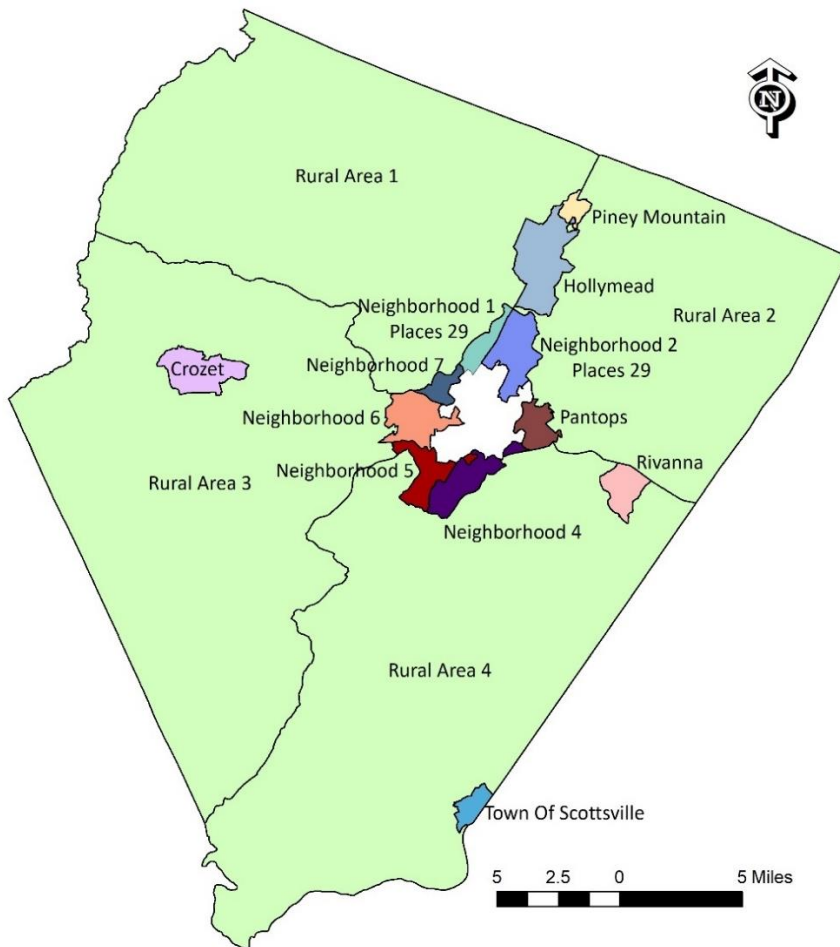 N
Rural Area 1
Piney Mountain
Hollymead
Neighborhood 1
Places 29
Rural Area 2
Neighborhood 2
Places 29
Neighborhood 7
Crozet
Neighborhood 6
Pantops
Rivanna
Neighborhood 5
Rural Area 3
Neighborhood 4
Rural Area 4
Town Of Scottsville
5 2.5 0 5 Miles